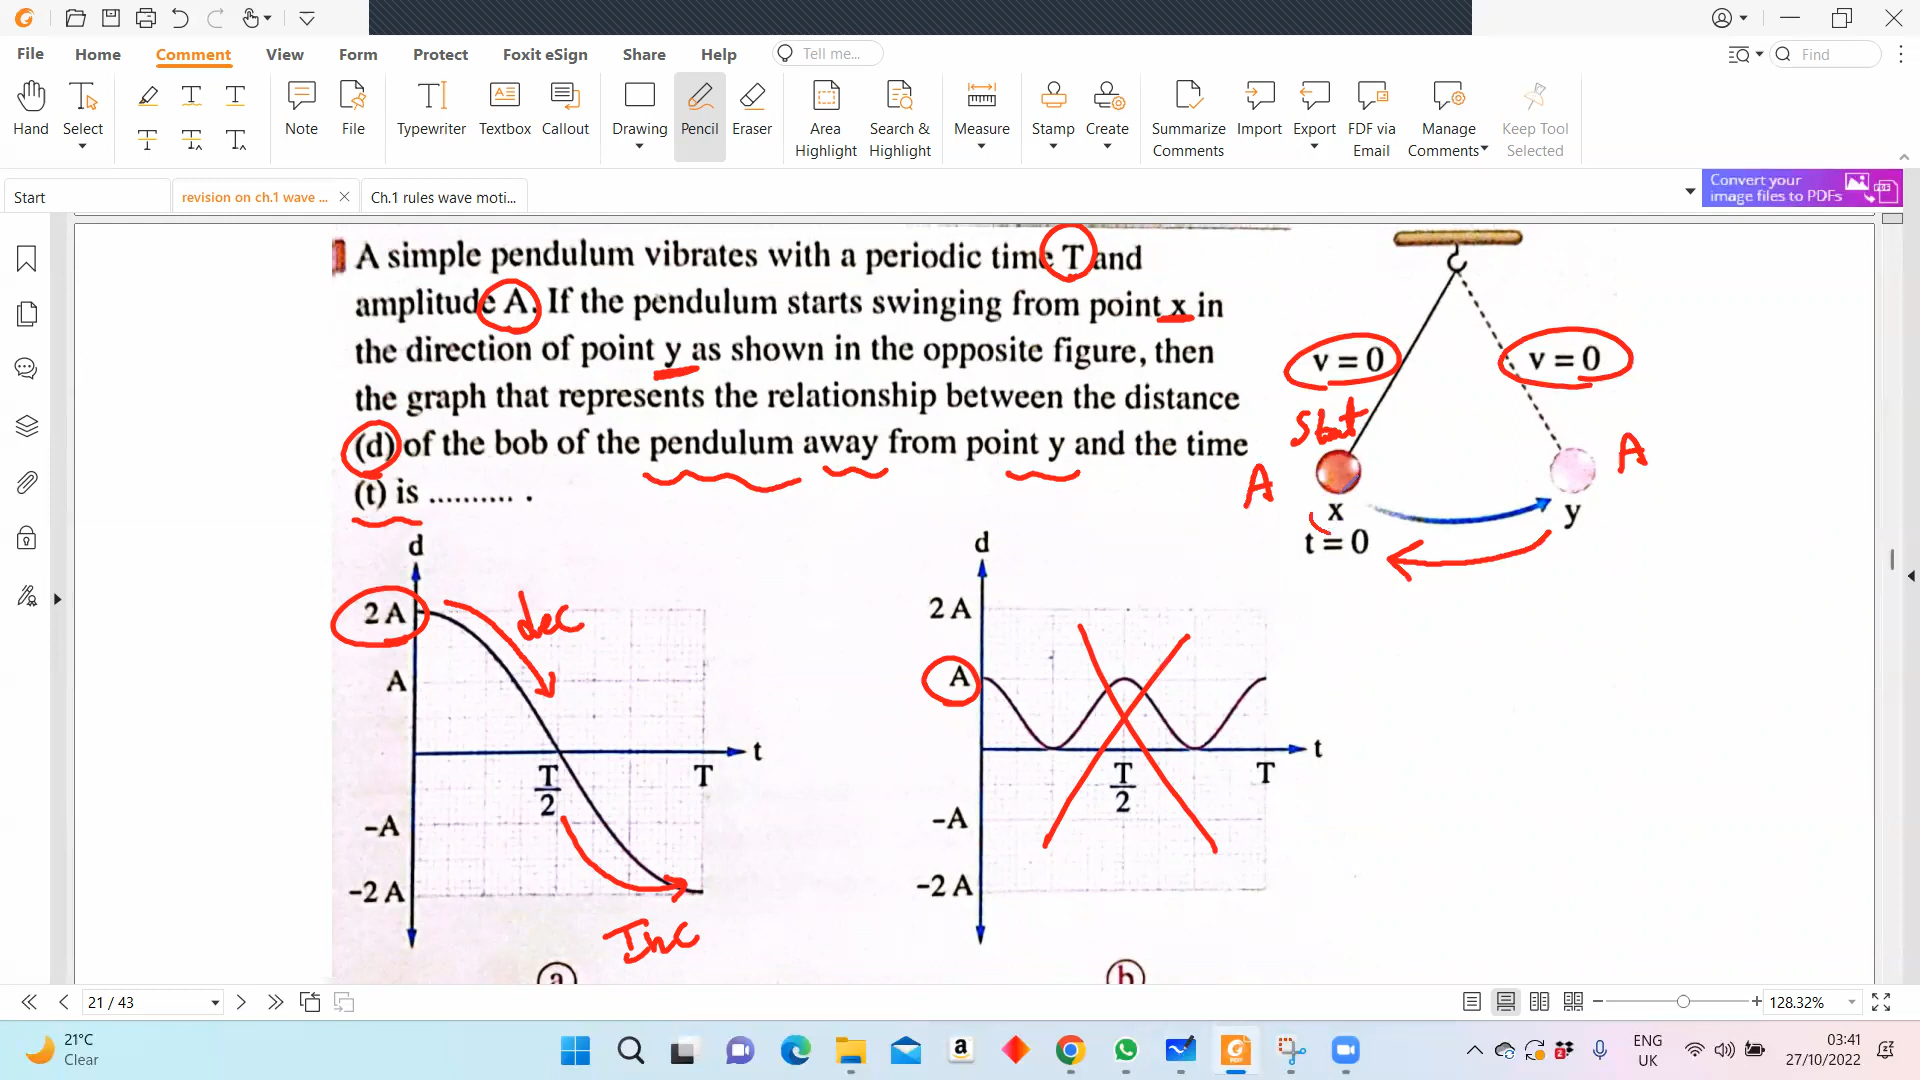 File Home Comment View Form Protect Foxit eSign Share Help Tell me... Find
Hand Select Note File Typewriter Textbox Callout Drawing Pencil Eraser Area Highlight Search & Highlight Measure Stamp Create Summarize Comments Import Export FDF via Email Manage Comments Keep Tool Selected
Start revision on ch.1 wave ... Ch.1 rules wave moti... Convert your image files to PDFs
A simple pendulum vibrates with a periodic time T and
amplitude A. If the pendulum starts swinging from point x in
the direction of point y as shown in the opposite figure, then
the graph that represents the relationship between the distance
(d) of the bob of the pendulum away from point y and the time
(t) is .......... .
v = 0 v = 0
Start
A A
x y
t = 0
d
2 A
A
-A
-2 A
T/2
T
t
dec
Inc
a
d
2 A
A
-A
-2 A
T/2
T
t
b
21 / 43 128.32%
21°C
Clear
ENG
UK
03:41
27/10/2022